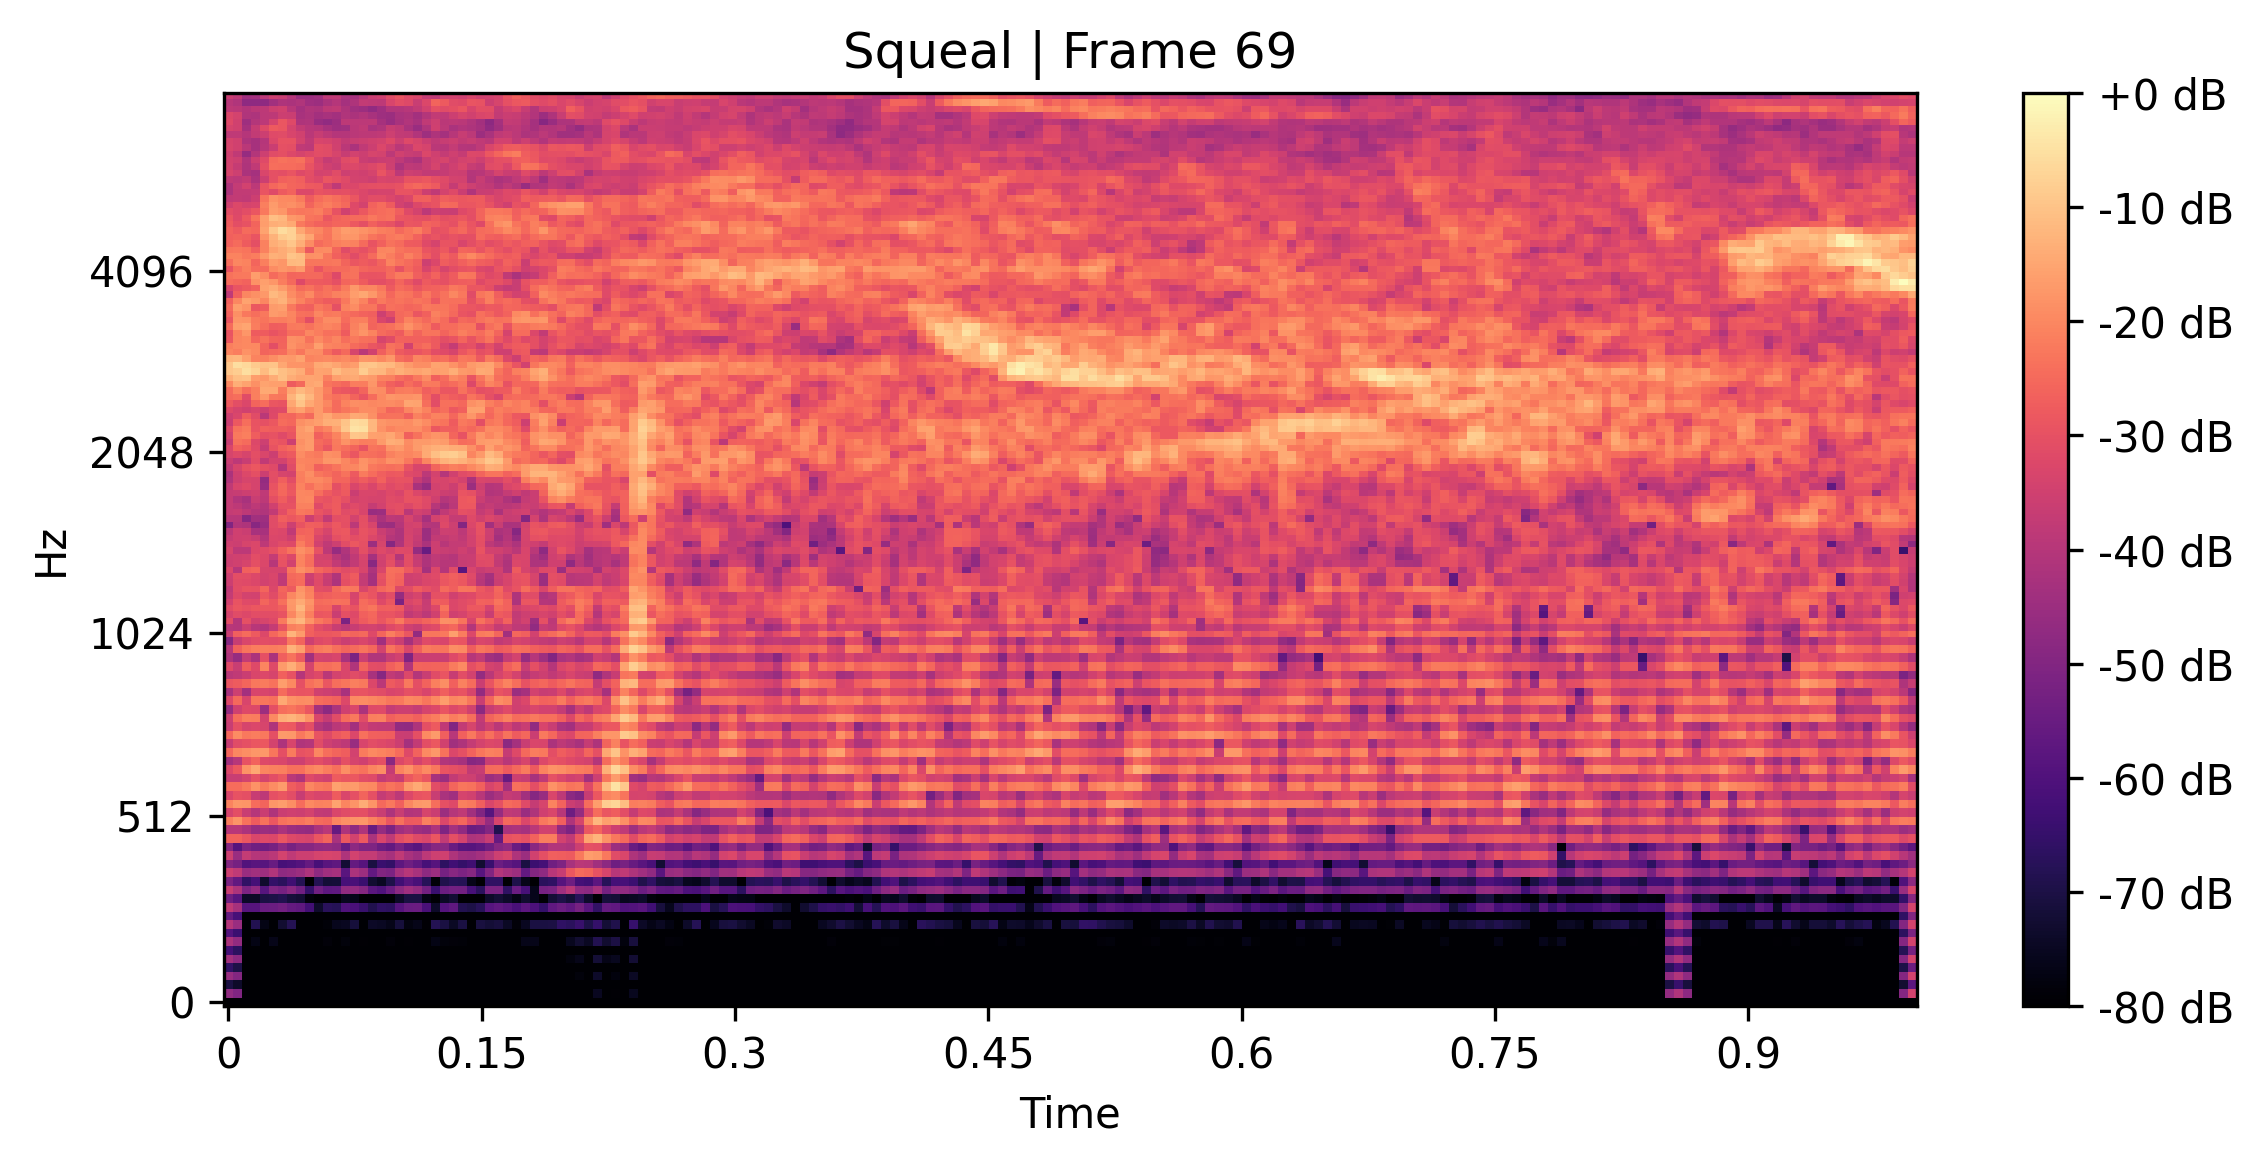 Squeal | Frame 69
Hz
4096
2048
1024
512
0
0 0.15 0.3 0.45 0.6 0.75 0.9
Time
+0 dB
-10 dB
-20 dB
-30 dB
-40 dB
-50 dB
-60 dB
-70 dB
-80 dB